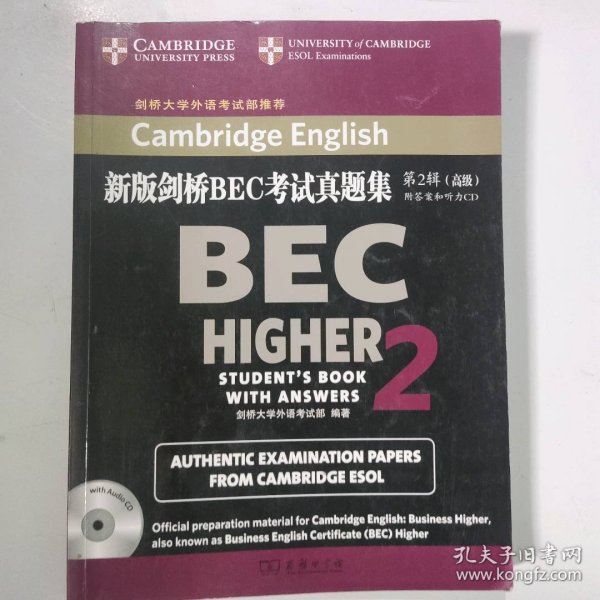 CAMBRIDGE
UNIVERSITY PRESS
UNIVERSITY of CAMBRIDGE
ESOL Examinations
剑桥大学外语考试部推荐
Cambridge English
新版剑桥BEC考试真题集 第2辑（高级）
附答案和听力CD
BEC
HIGHER 2
STUDENT'S BOOK
WITH ANSWERS
剑桥大学外语考试部 编著
AUTHENTIC EXAMINATION PAPERS
FROM CAMBRIDGE ESOL
with Audio CD
Official preparation material for Cambridge English: Business Higher,
also known as Business English Certificate (BEC) Higher
商务印书馆
孔夫子旧书网
www.kongfz.com